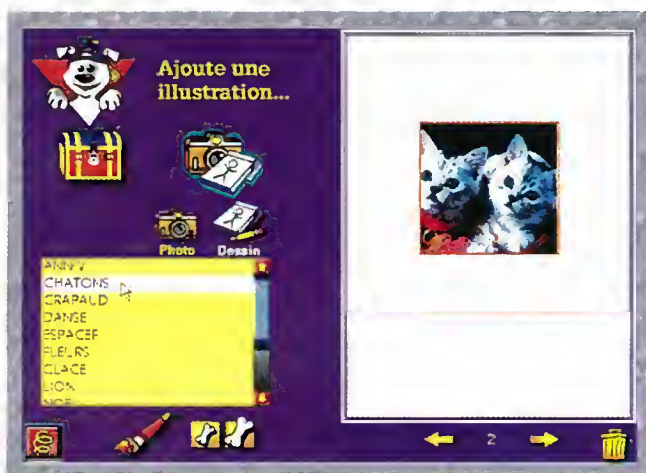 Ajoute une
illustration...
Photo Dessin
CHATONS
CRAPAUD
DANSE
FLEURS
LION
2